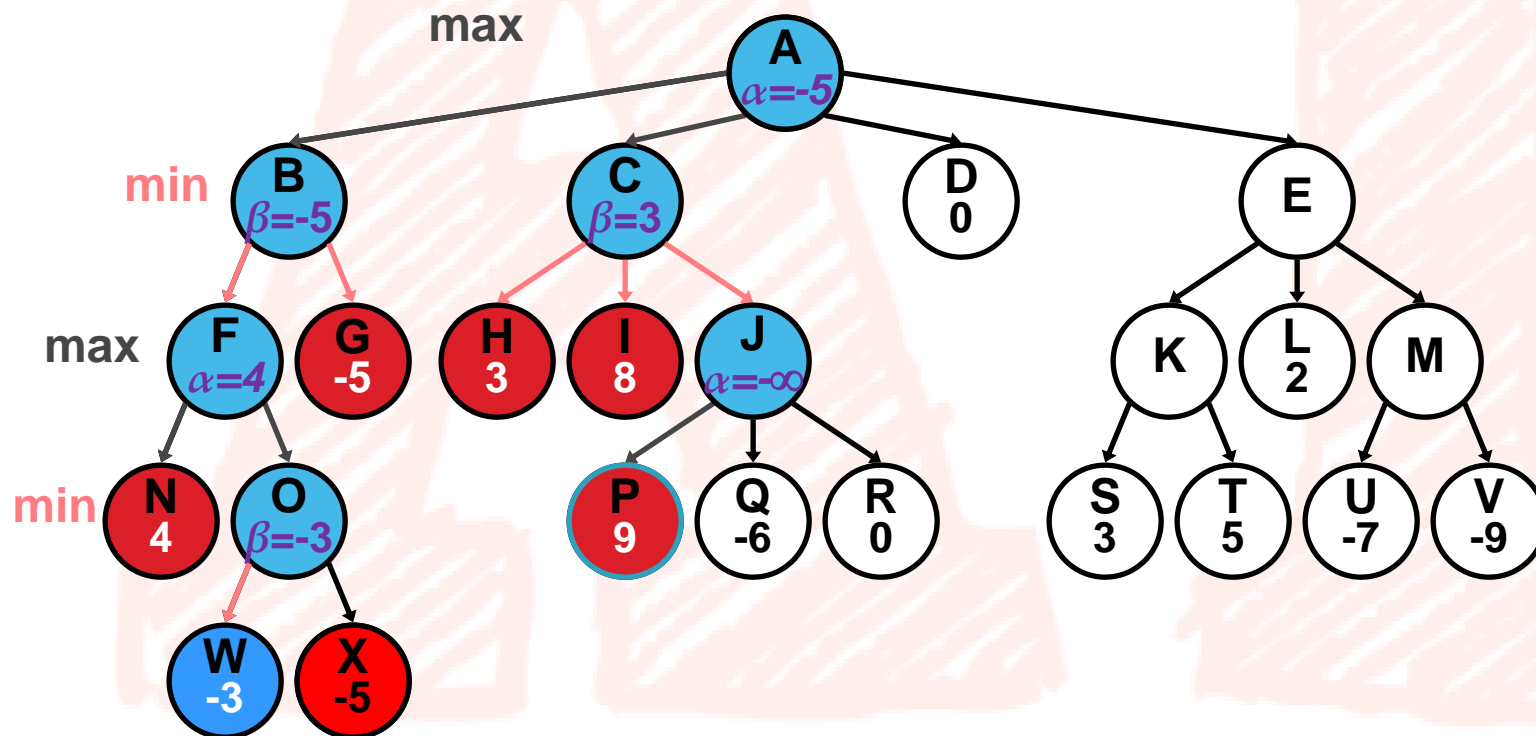 max
A
α=-5
min
B
β=-5
C
β=3
D
0
E
max
F
α=4
G
-5
H
3
I
8
J
α=-∞
K
L
2
M
min
N
4
O
β=-3
P
9
Q
-6
R
0
S
3
T
5
U
-7
V
-9
W
-3
X
-5